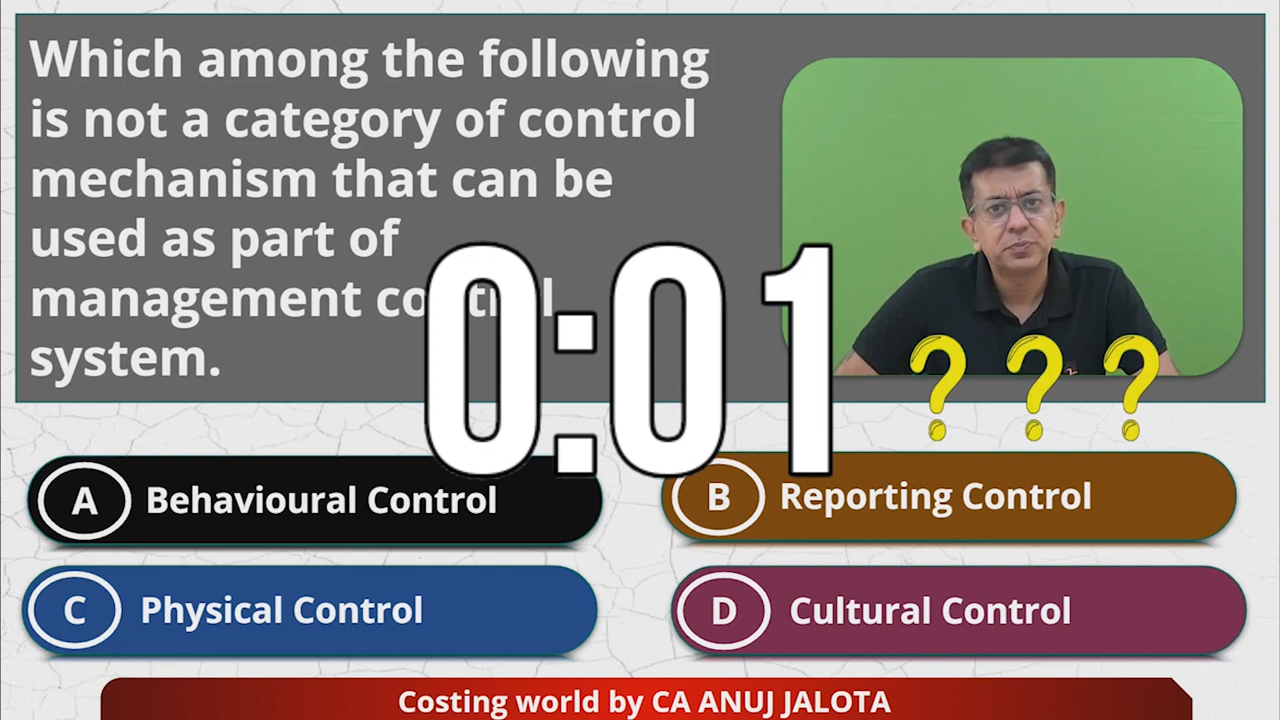 Which among the following
is not a category of control
mechanism that can be
used as part of
management control
system.
0:01
? ? ?
A Behavioural Control
B Reporting Control
C Physical Control
D Cultural Control
Costing world by CA ANUJ JALOTA